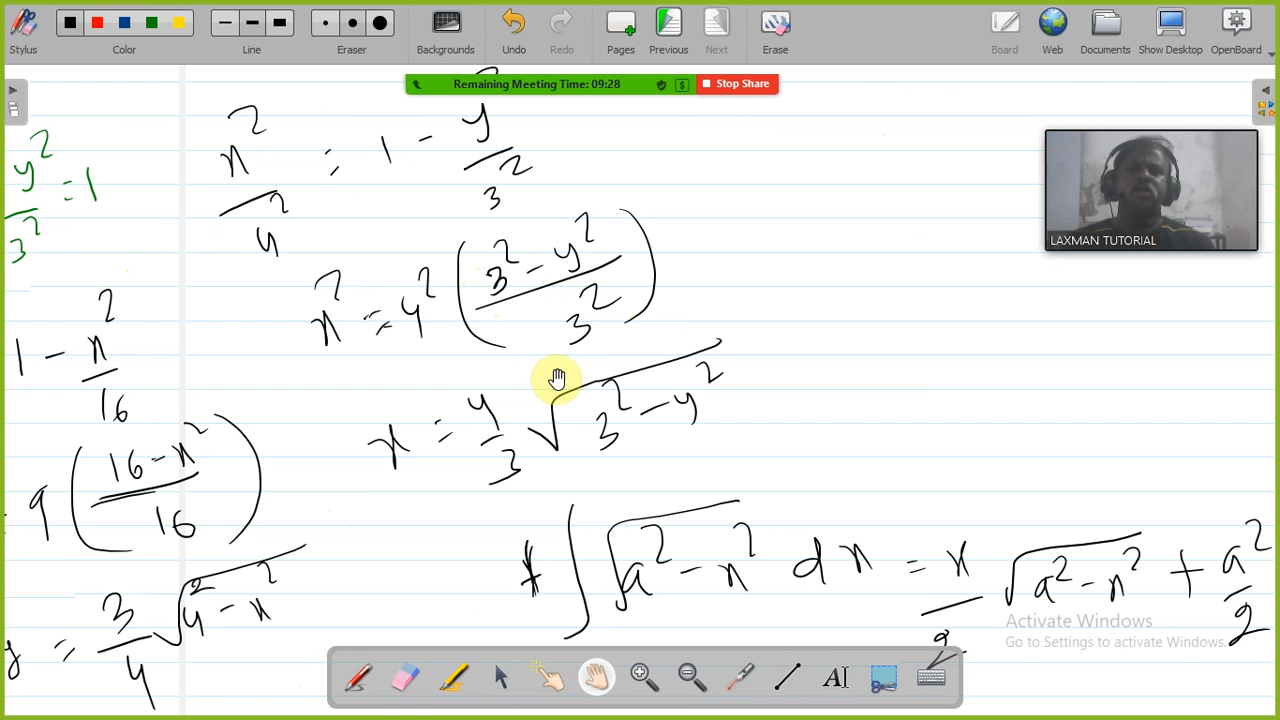 Stylus Color Line Eraser Backgrounds Undo Redo Pages Previous Next Erase Board Web Documents Show Desktop OpenBoard
Remaining Meeting Time: 09:28 $ Stop Share
LAXMAN TUTORIAL
y²/3² = 1
1 - x²/16
9 (16 - x²/16)
y = 3/4 √4² - x²
x²/4² = 1 - y²/3²
x² = 4² (3² - y²/3²)
x = 4/3 √3² - y²
* ∫ √a² - x² dx = x/2 √a² - x² + a²/2
Activate Windows
Go to Settings to activate Windows.